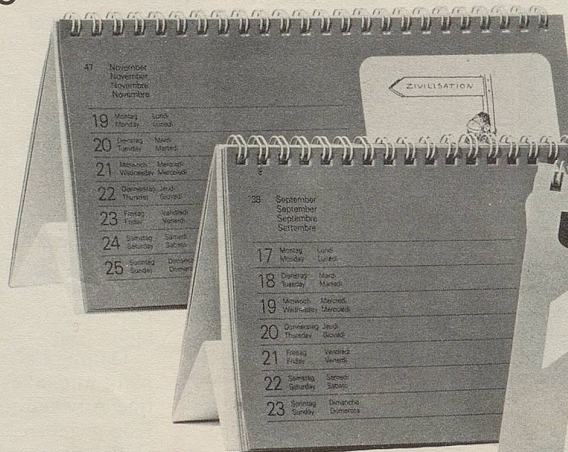 47 November
November
Novembre
Novembre
19 Montag Lundi
Monday Lunedì
20 Dienstag Mardi
Tuesday Martedì
21 Mittwoch Mercredi
Wednesday Mercoledì
22 Donnerstag Jeudi
Thursday Giovedì
23 Freitag Vendredi
Friday Venerdì
24 Samstag Samedi
Saturday Sabato
25 Sonntag
Sunday
ZIVILISATION
38 September
September
Septembre
Settembre
17 Montag Lundi
Monday Lunedì
18 Dienstag Mardi
Tuesday Martedì
19 Mittwoch Mercredi
Wednesday Mercoledì
20 Donnerstag Jeudi
Thursday Giovedì
21 Freitag Vendredi
Friday Venerdì
22 Samstag Samedi
Saturday Sabato
23 Sonntag Dimanche
Sunday Domenica